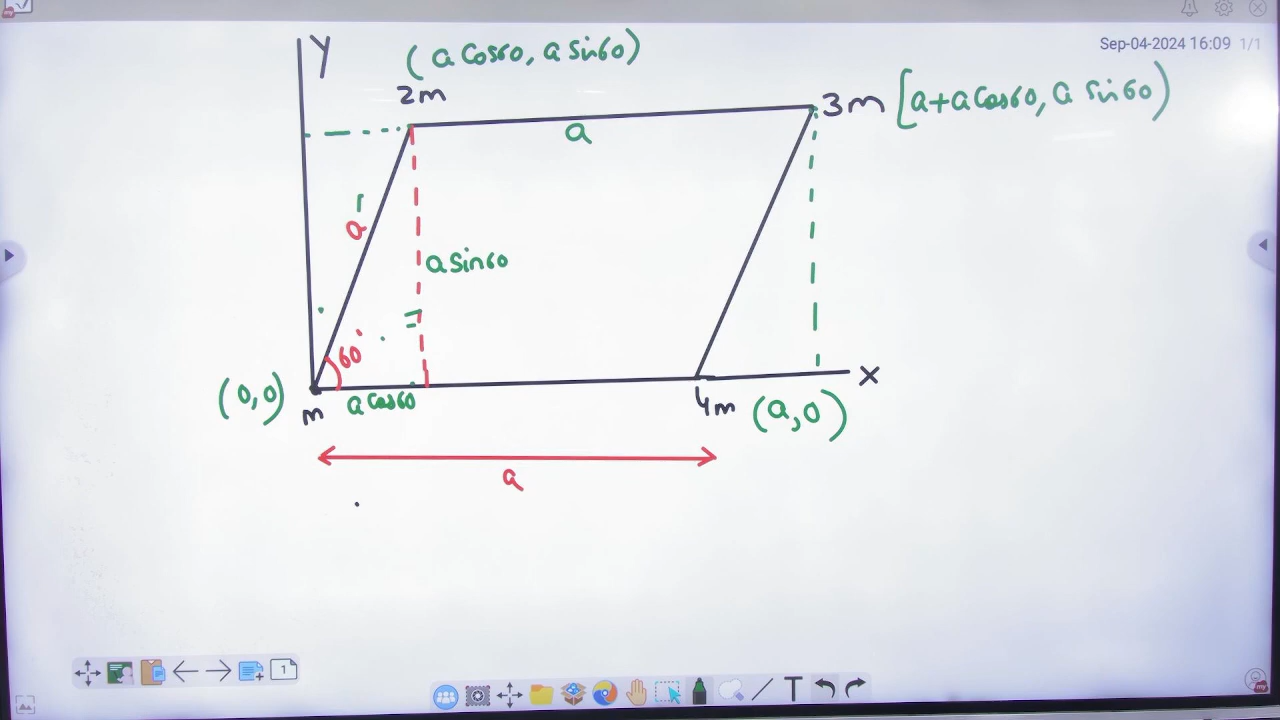 Sep-04-2024 16:09 1/1
Y
(a cos60, a sin60)
2m
3m [a+a cos60, a sin60)
a
a
a sin60
60°
(0,0)
m
a cos60
4m (a,0)
X
a
1
T